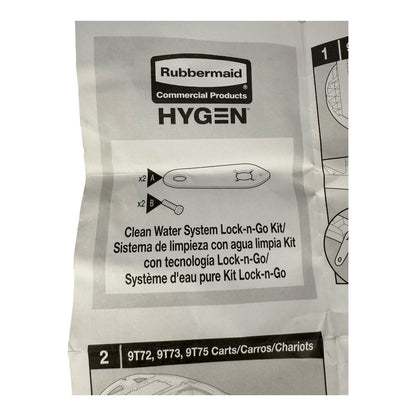 Rubbermaid
Commercial Products
HYGEN
x2 A
x2 B
Clean Water System Lock-n-Go Kit/
Sistema de limpieza con agua limpia Kit
con tecnología Lock-n-Go/
Système d'eau pure Kit Lock-n-Go
1
2 9T72, 9T73, 9T75 Carts/Carros/Chariots